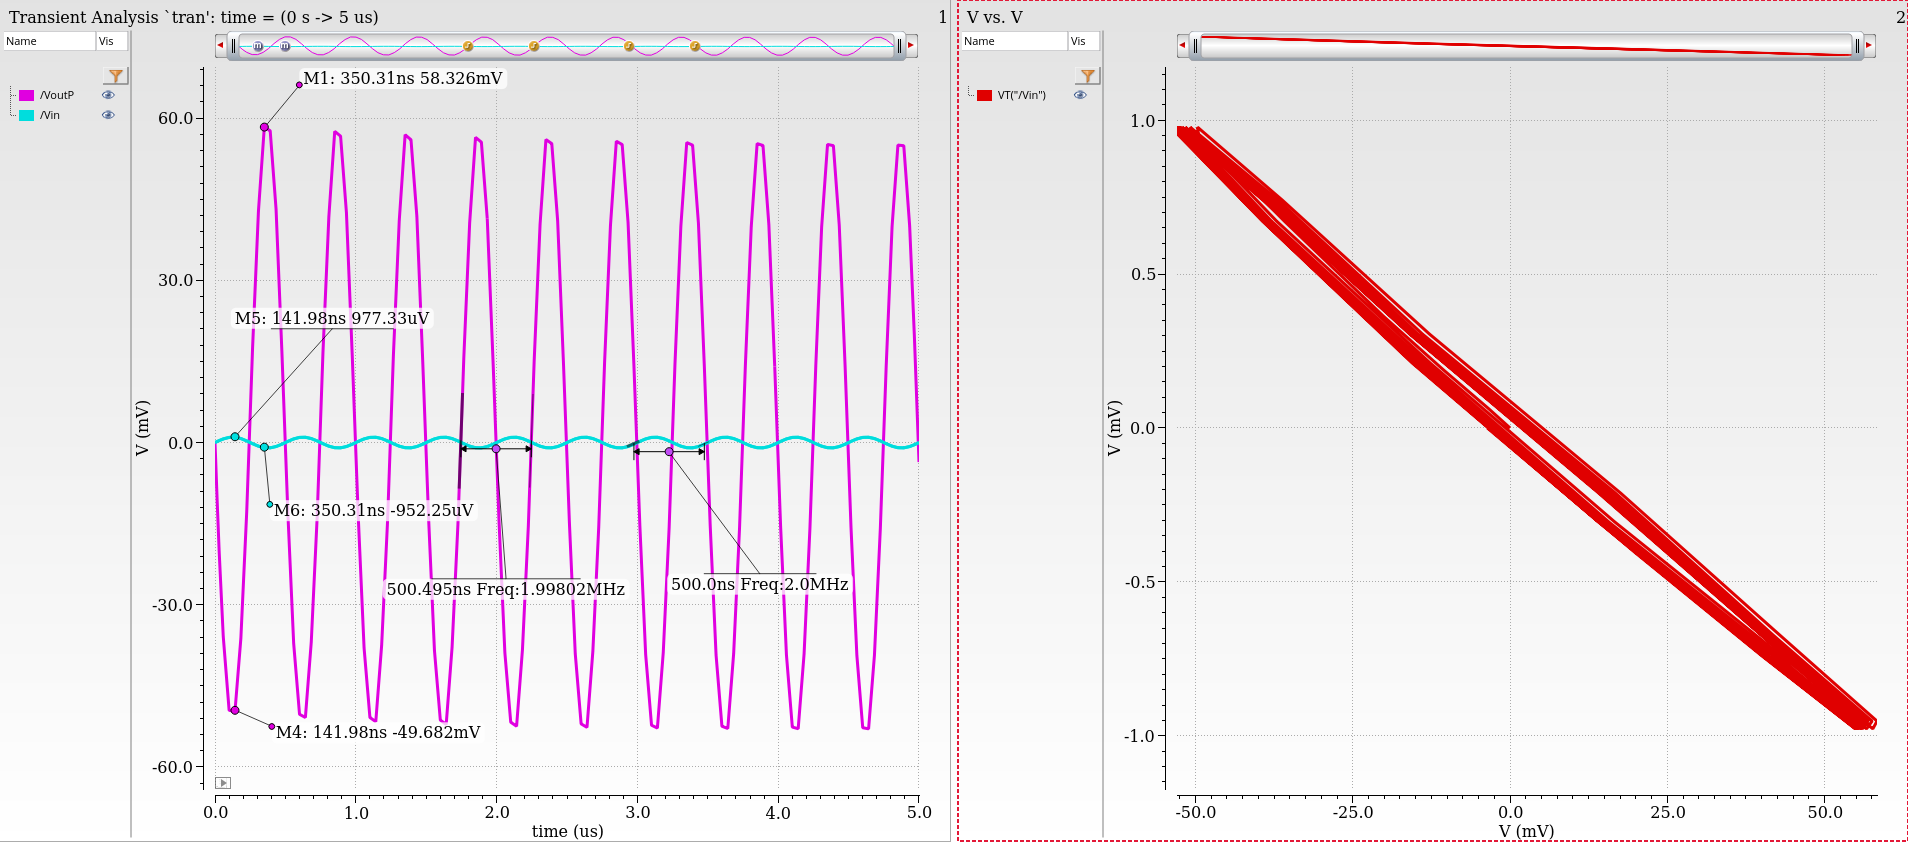 Transient Analysis `tran': time = (0 s -> 5 us)
1
Name
Vis
/VoutP
/Vin
M1: 350.31ns 58.326mV
60.0
30.0
M5: 141.98ns 977.33uV
0.0
V (mV)
M6: 350.31ns -952.25uV
500.495ns Freq:1.99802MHz
500.0ns Freq:2.0MHz
-30.0
M4: 141.98ns -49.682mV
-60.0
0.0
1.0
2.0
3.0
4.0
5.0
time (us)
V vs. V
2
Name
Vis
VT("/Vin")
1.0
0.5
0.0
V (mV)
-0.5
-1.0
-50.0
-25.0
0.0
25.0
50.0
V (mV)